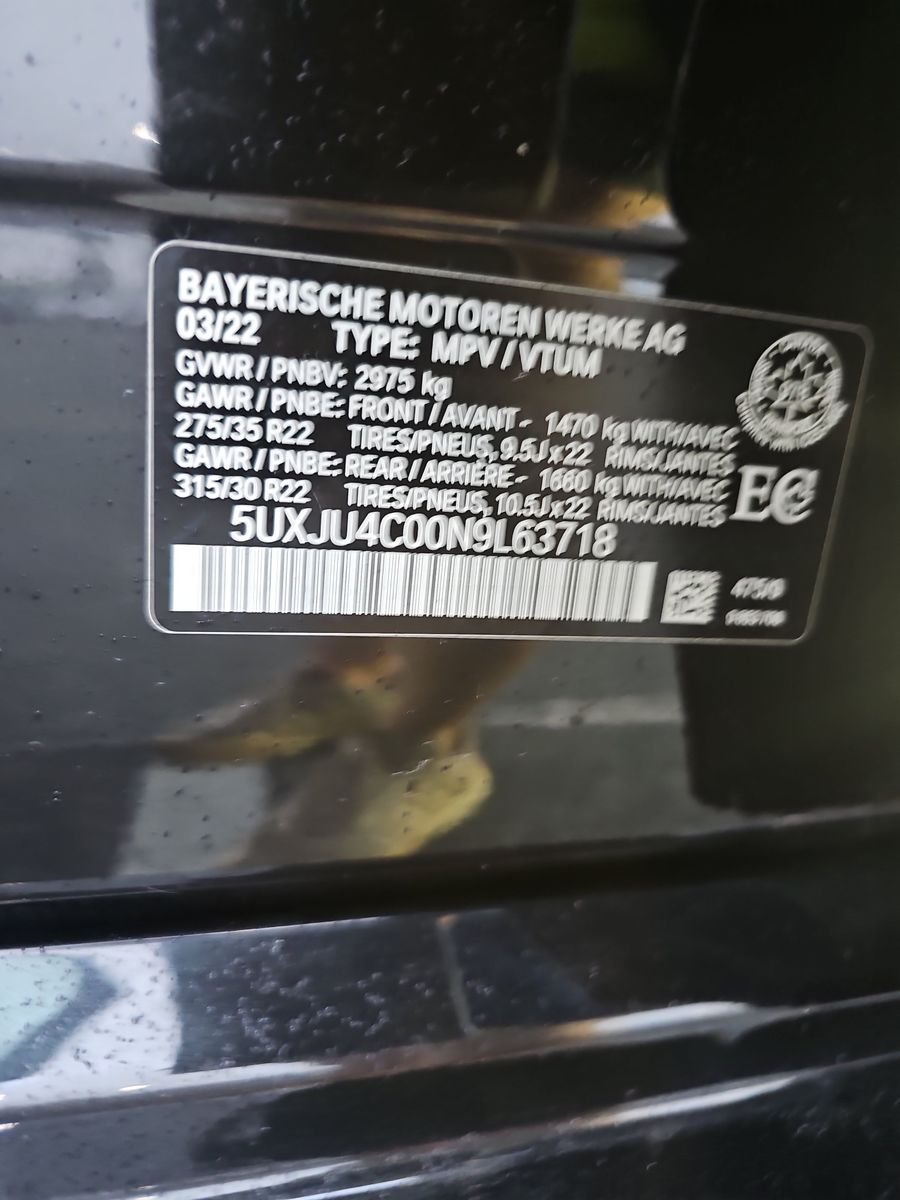 BAYERISCHE MOTOREN WERKE AG
03/22 TYPE: MPV / VTUM
GVWR / PNBV: 2975 kg
GAWR / PNBE: FRONT / AVANT - 1470 kg WITH/AVEC
275/35 R22 TIRES/PNEUS, 9.5J x 22 RIMS/JANTES
GAWR / PNBE: REAR / ARRIÈRE - 1660 kg WITH/AVEC
315/30 R22 TIRES/PNEUS, 10.5J x 22 RIMS/JANTES
5UXJU4C00N9L63718